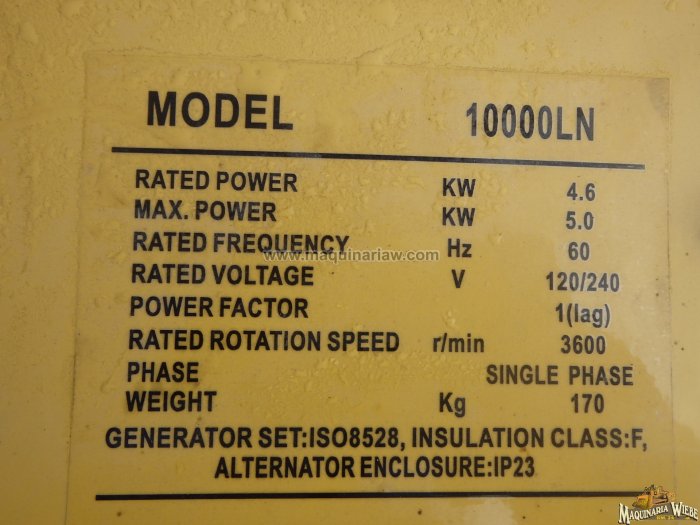 MODEL 10000LN
RATED POWER KW 4.6
MAX. POWER KW 5.0
RATED FREQUENCY Hz 60
www.maquinariaw.com
RATED VOLTAGE V 120/240
POWER FACTOR 1(lag)
RATED ROTATION SPEED r/min 3600
PHASE SINGLE PHASE
WEIGHT Kg 170
GENERATOR SET:ISO8528, INSULATION CLASS:F,
ALTERNATOR ENCLOSURE:IP23
MAQUINARIA WIEBE